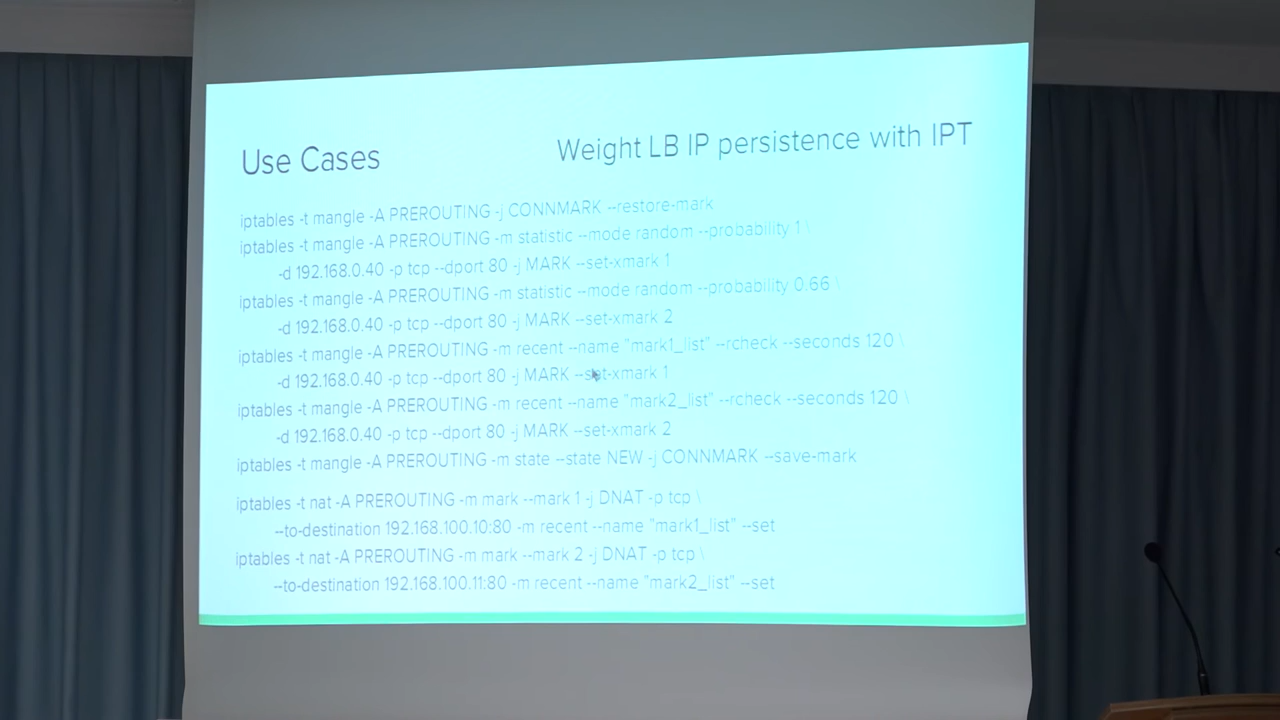 Use Cases
Weight LB IP persistence with IPT
iptables -t mangle -A PREROUTING -j CONNMARK --restore-mark
iptables -t mangle -A PREROUTING -m statistic --mode random --probability 1 \
-d 192.168.0.40 -p tcp --dport 80 -j MARK --set-xmark 1
iptables -t mangle -A PREROUTING -m statistic --mode random --probability 0.66 \
-d 192.168.0.40 -p tcp --dport 80 -j MARK --set-xmark 2
iptables -t mangle -A PREROUTING -m recent --name "mark1_list" --rcheck --seconds 120 \
-d 192.168.0.40 -p tcp --dport 80 -j MARK --set-xmark 1
iptables -t mangle -A PREROUTING -m recent --name "mark2_list" --rcheck --seconds 120 \
-d 192.168.0.40 -p tcp --dport 80 -j MARK --set-xmark 2
iptables -t mangle -A PREROUTING -m state --state NEW -j CONNMARK --save-mark
iptables -t nat -A PREROUTING -m mark --mark 1 -j DNAT -p tcp \
--to-destination 192.168.100.10:80 -m recent --name "mark1_list" --set
iptables -t nat -A PREROUTING -m mark --mark 2 -j DNAT -p tcp \
--to-destination 192.168.100.11:80 -m recent --name "mark2_list" --set